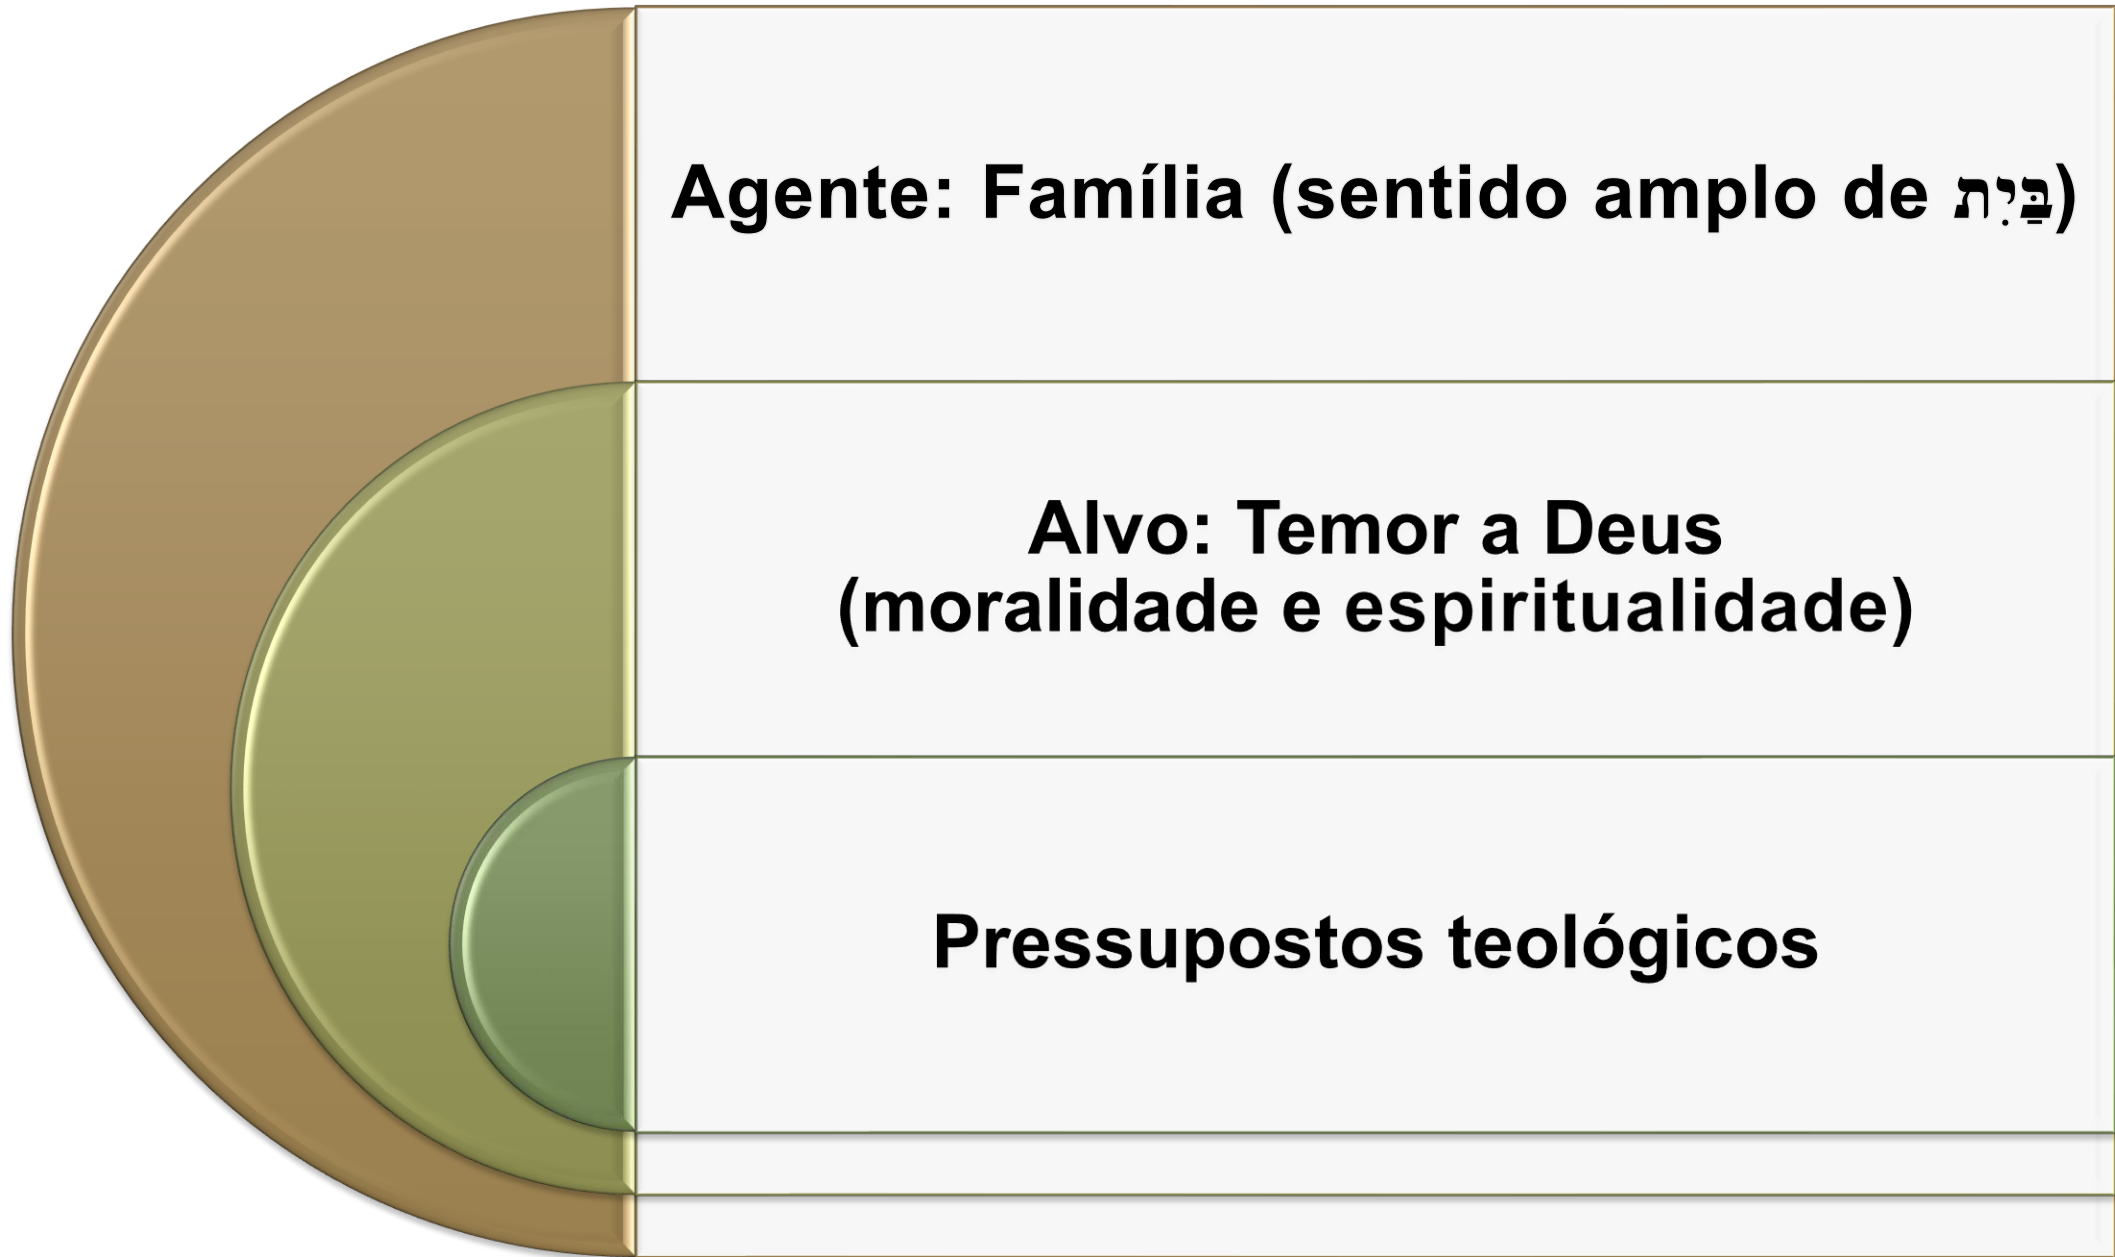 Agente: Família (sentido amplo de בַּיִת)
Alvo: Temor a Deus
(moralidade e espiritualidade)
Pressupostos teológicos